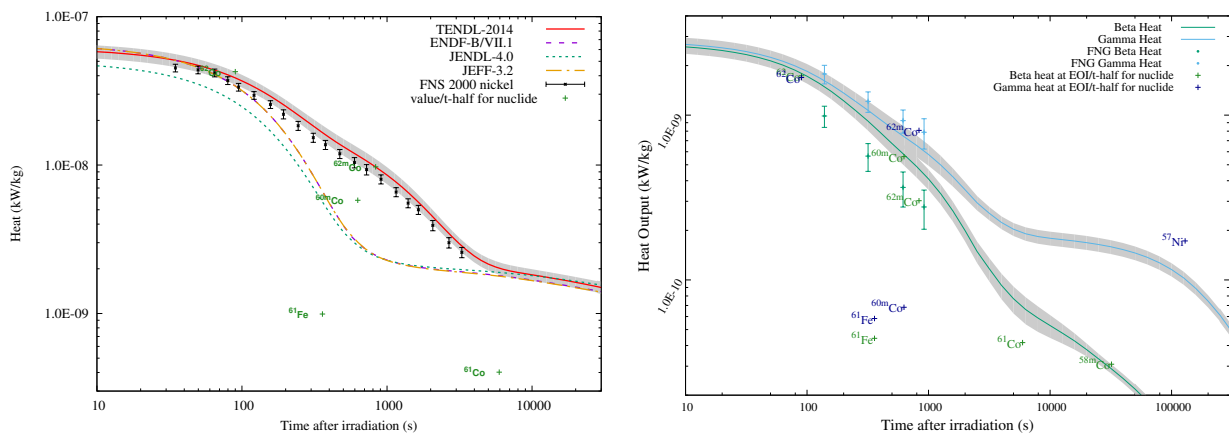 1.0E-07
1.0E-08
1.0E-09
Heat (kW/kg)
10
100
1000
10000
Time after irradiation (s)
TENDL-2014
ENDF-B/VII.1
JENDL-4.0
JEFF-3.2
FNS 2000 nickel
value/t-half for nuclide
62mCo
62mCo
60mCo
61Fe
61Co
1.0E-09
1.0E-10
Heat Output (kW/kg)
10
100
1000
10000
100000
Time after irradiation (s)
Beta Heat
Gamma Heat
FNG Beta Heat
FNG Gamma Heat
Beta heat at EOI/t-half for nuclide
Gamma heat at EOI/t-half for nuclide
62mCo
62mCo
60mCo
62mCo
57Ni
60mCo
61Fe
61Fe
61Co
58mCo